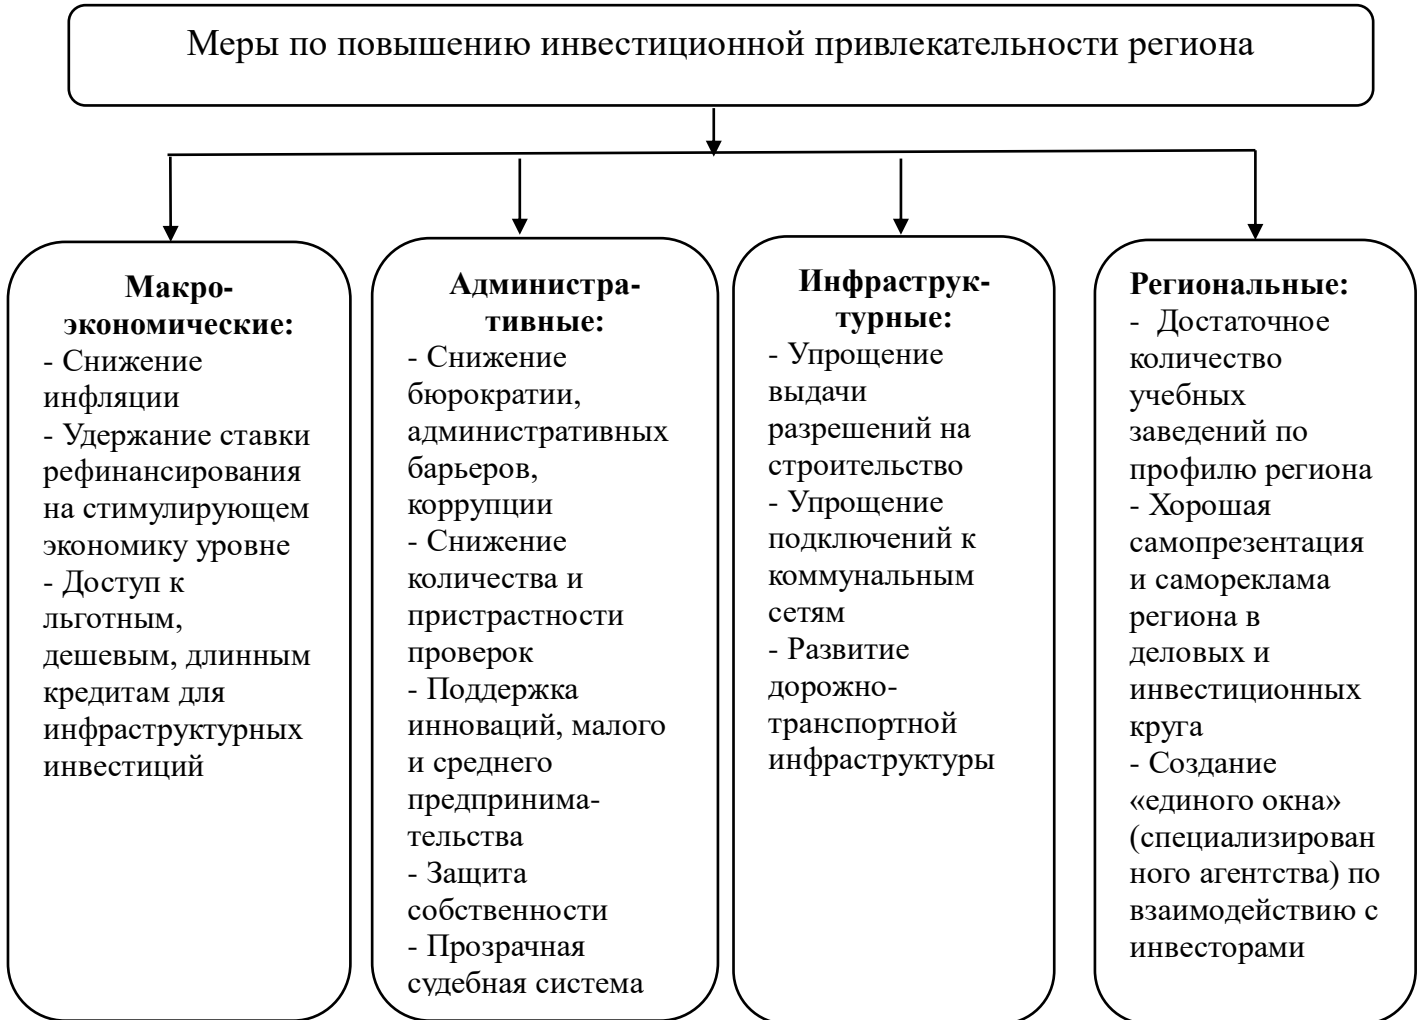 Меры по повышению инвестиционной привлекательности региона
Макро-
экономические:
- Снижение
инфляции
- Удержание ставки
рефинансирования
на стимулирующем
экономику уровне
- Доступ к
льготным,
дешевым, длинным
кредитам для
инфраструктурных
инвестиций
Администра-
тивные:
- Снижение
бюрократии,
административных
барьеров,
коррупции
- Снижение
количества и
пристрастности
проверок
- Поддержка
инноваций, малого
и среднего
предпринима-
тельства
- Защита
собственности
- Прозрачная
судебная система
Инфраструк-
турные:
- Упрощение
выдачи
разрешений на
строительство
- Упрощение
подключений к
коммунальным
сетям
- Развитие
дорожно-
транспортной
инфраструктуры
Региональные:
- Достаточное
количество
учебных
заведений по
профилю региона
- Хорошая
самопрезентация
и самореклама
региона в
деловых и
инвестиционных
круга
- Создание
«единого окна»
(специализирован
ного агентства) по
взаимодействию с
инвесторами